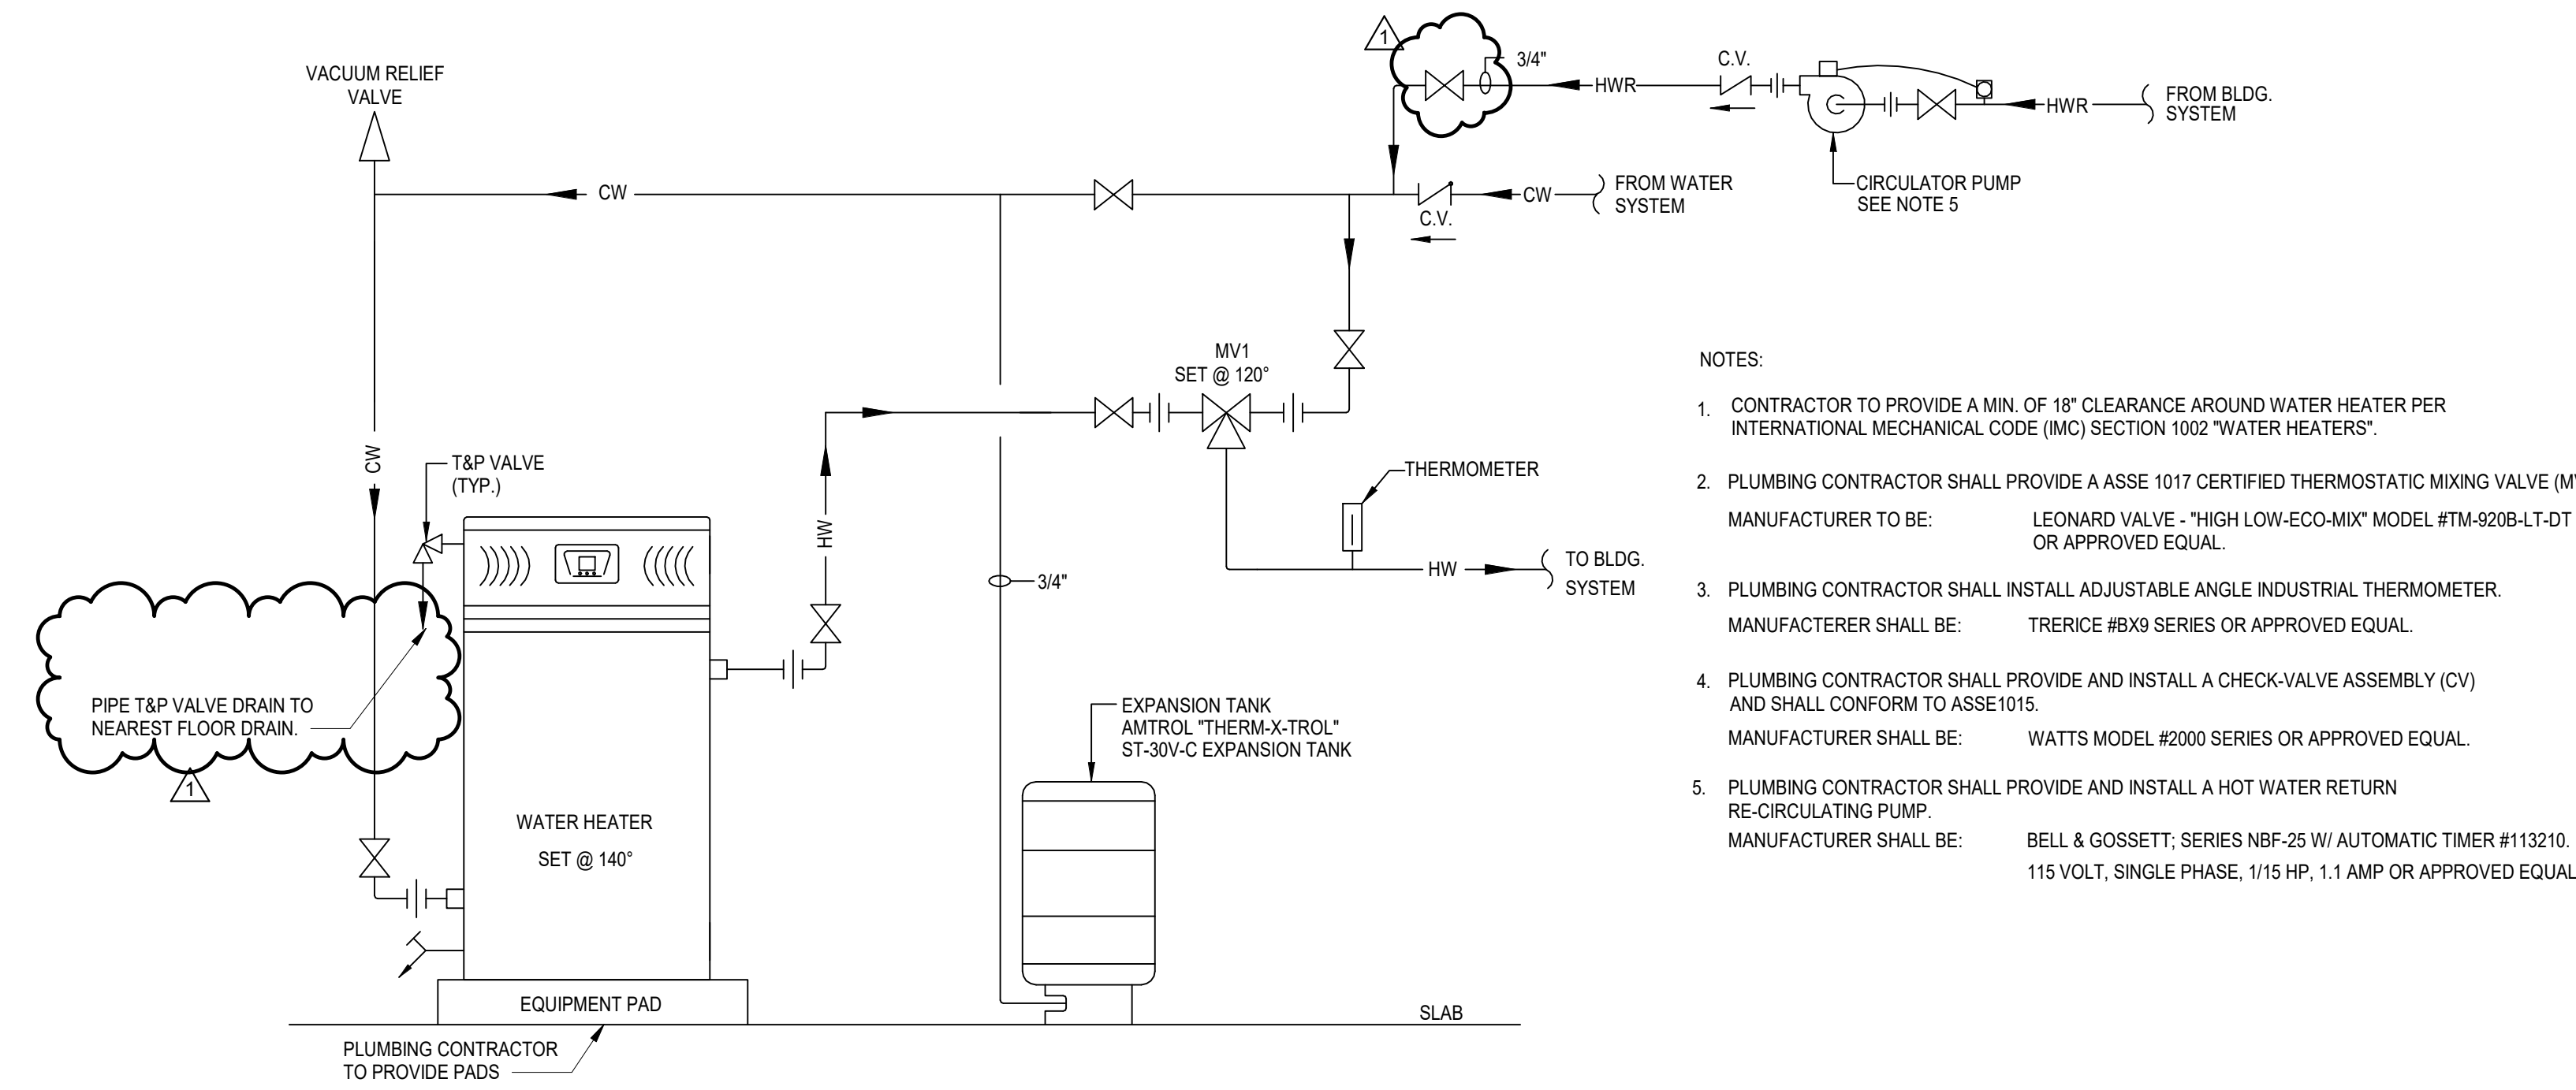 1
3/4"
C.V.
HWR
HWR
FROM BLDG.
SYSTEM
VACUUM RELIEF
VALVE
CIRCULATOR PUMP
SEE NOTE 5
CW
CW
FROM WATER
SYSTEM
C.V.
MV1
SET @ 120°
CW
T&P VALVE
(TYP.)
HW
THERMOMETER
HW
TO BLDG.
SYSTEM
3/4"
PIPE T&P VALVE DRAIN TO
NEAREST FLOOR DRAIN.
1
EXPANSION TANK
AMTROL "THERM-X-TROL"
ST-30V-C EXPANSION TANK
WATER HEATER
SET @ 140°
EQUIPMENT PAD
SLAB
PLUMBING CONTRACTOR
TO PROVIDE PADS
NOTES:
1. CONTRACTOR TO PROVIDE A MIN. OF 18" CLEARANCE AROUND WATER HEATER PER
INTERNATIONAL MECHANICAL CODE (IMC) SECTION 1002 "WATER HEATERS".
2. PLUMBING CONTRACTOR SHALL PROVIDE A ASSE 1017 CERTIFIED THERMOSTATIC MIXING VALVE
MANUFACTURER TO BE: LEONARD VALVE - "HIGH LOW-ECO-MIX" MODEL #TM-920B-LT-DT
OR APPROVED EQUAL.
3. PLUMBING CONTRACTOR SHALL INSTALL ADJUSTABLE ANGLE INDUSTRIAL THERMOMETER.
MANUFACTERER SHALL BE: TRERICE #BX9 SERIES OR APPROVED EQUAL.
4. PLUMBING CONTRACTOR SHALL PROVIDE AND INSTALL A CHECK-VALVE ASSEMBLY (CV)
AND SHALL CONFORM TO ASSE1015.
MANUFACTURER SHALL BE: WATTS MODEL #2000 SERIES OR APPROVED EQUAL.
5. PLUMBING CONTRACTOR SHALL PROVIDE AND INSTALL A HOT WATER RETURN
RE-CIRCULATING PUMP.
MANUFACTURER SHALL BE: BELL & GOSSETT; SERIES NBF-25 W/ AUTOMATIC TIMER #113210.
115 VOLT, SINGLE PHASE, 1/15 HP, 1.1 AMP OR APPROVED EQUAL